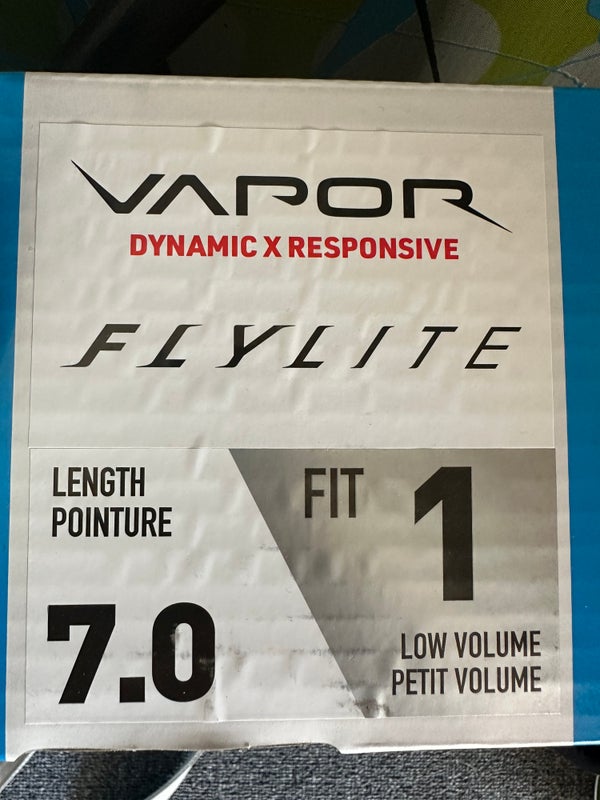 VAPOR
DYNAMIC X RESPONSIVE
FLYLITE
LENGTH
POINTURE
7.0
FIT 1
LOW VOLUME
PETIT VOLUME